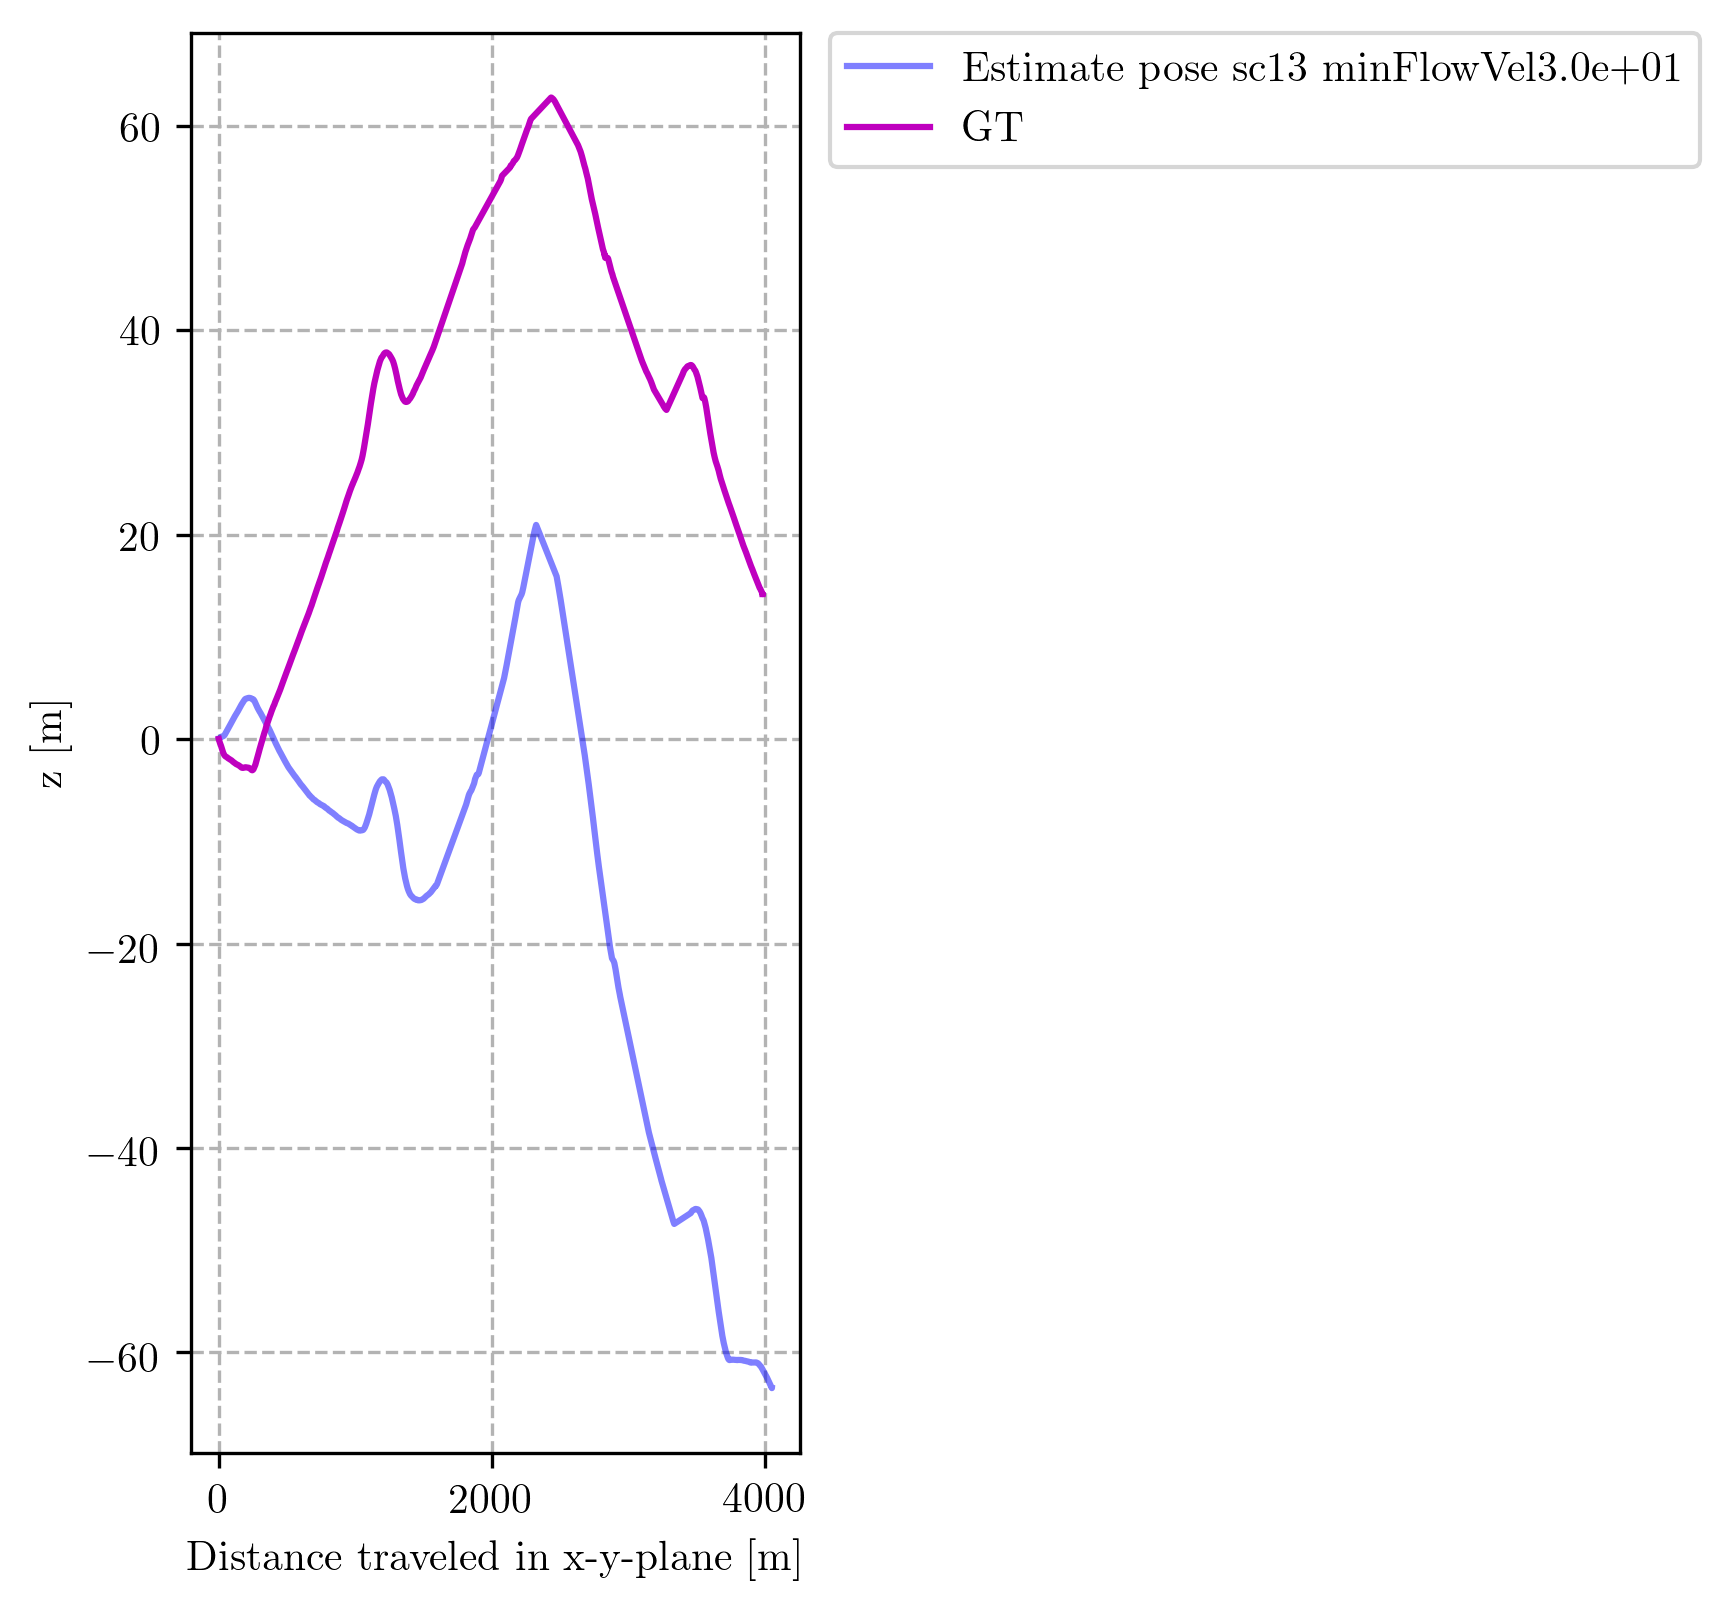 Estimate pose sc13 minFlowVel3.0e+01
GT
60
40
20
0
−20
−40
−60
z [m]
0 2000 4000
Distance traveled in x-y-plane [m]